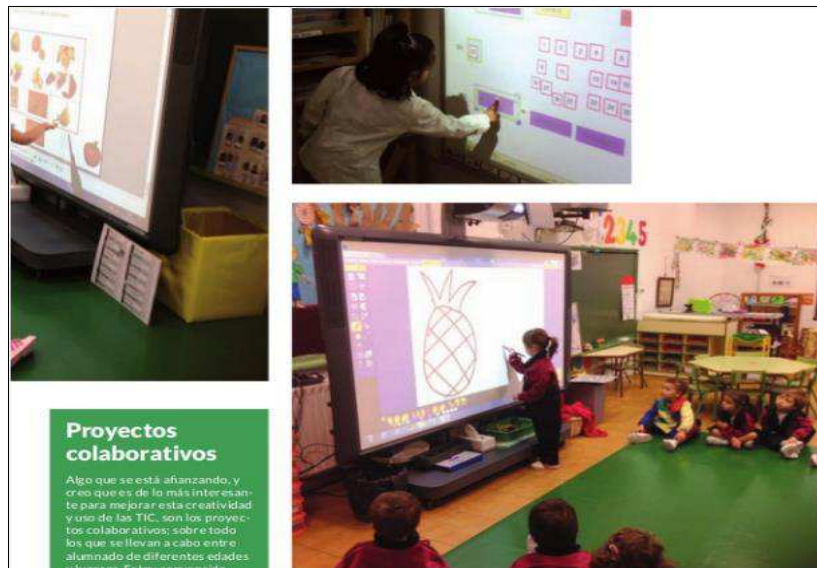 2345
Proyectos
colaborativos
Algo que se está afianzando, y
creo que es de lo más interesan-
te para mejorar esta creatividad
y uso de las TIC, son los proyec-
tos colaborativos; sobre todo
los que se llevan a cabo entre
alumnado de diferentes edades